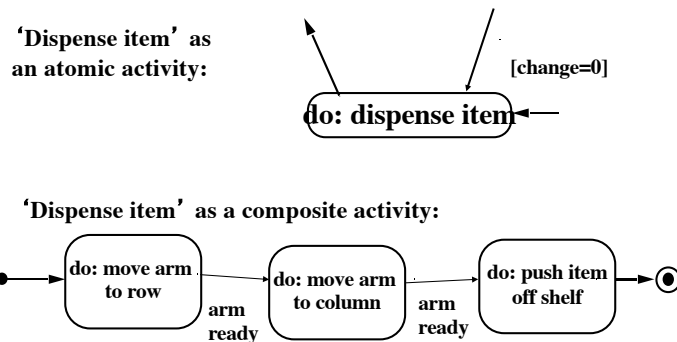 ‘Dispense item’ as
an atomic activity:
[change=0]
do: dispense item
‘Dispense item’ as a composite activity:
do: move arm
to row
arm
ready
do: move arm
to column
arm
ready
do: push item
off shelf